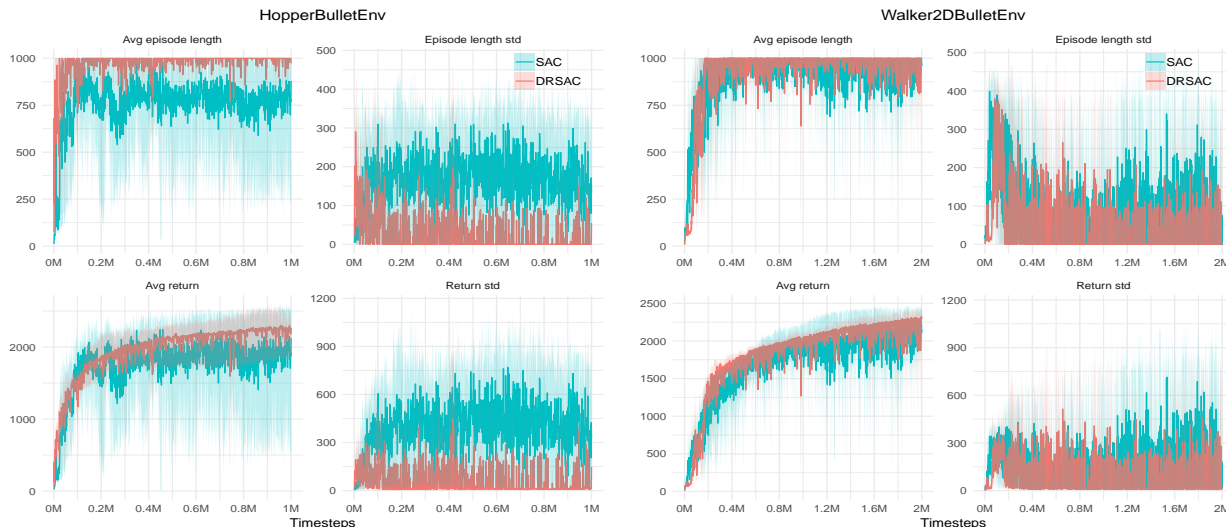 HopperBulletEnv
Walker2DBulletEnv
Avg episode length
Episode length std
Avg episode length
Episode length std
1000
750
500
250
0
0M 0.2M 0.4M 0.6M 0.8M 1M
500
400
300
200
100
0
0M 0.2M 0.4M 0.6M 0.8M 1M
SAC
DRSAC
1000
750
500
250
0
0M 0.4M 0.8M 1.2M 1.6M 2M
500
400
300
200
100
0
0M 0.4M 0.8M 1.2M 1.6M 2M
SAC
DRSAC
Avg return
Return std
Avg return
Return std
2000
1000
0
0M 0.2M 0.4M 0.6M 0.8M 1M
1200
900
600
300
0
0M 0.2M 0.4M 0.6M 0.8M 1M
2500
2000
1500
1000
500
0
0M 0.4M 0.8M 1.2M 1.6M 2M
1200
900
600
300
0
0M 0.4M 0.8M 1.2M 1.6M 2M
Timesteps
Timesteps